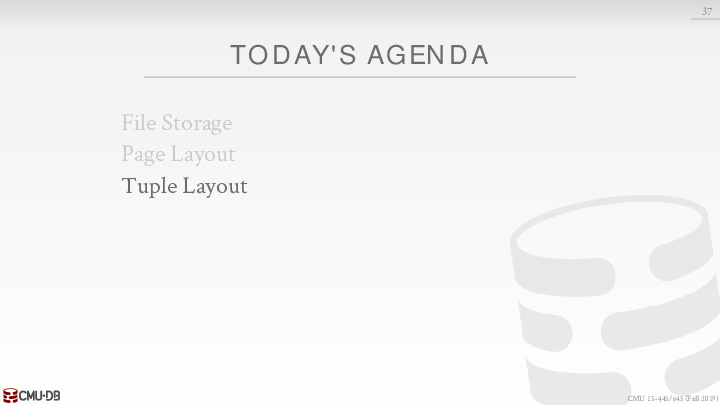 37
TODAY'S AGENDA
File Storage
Page Layout
Tuple Layout
CMU·DB
CMU 15-445/645 (Fall 2019)